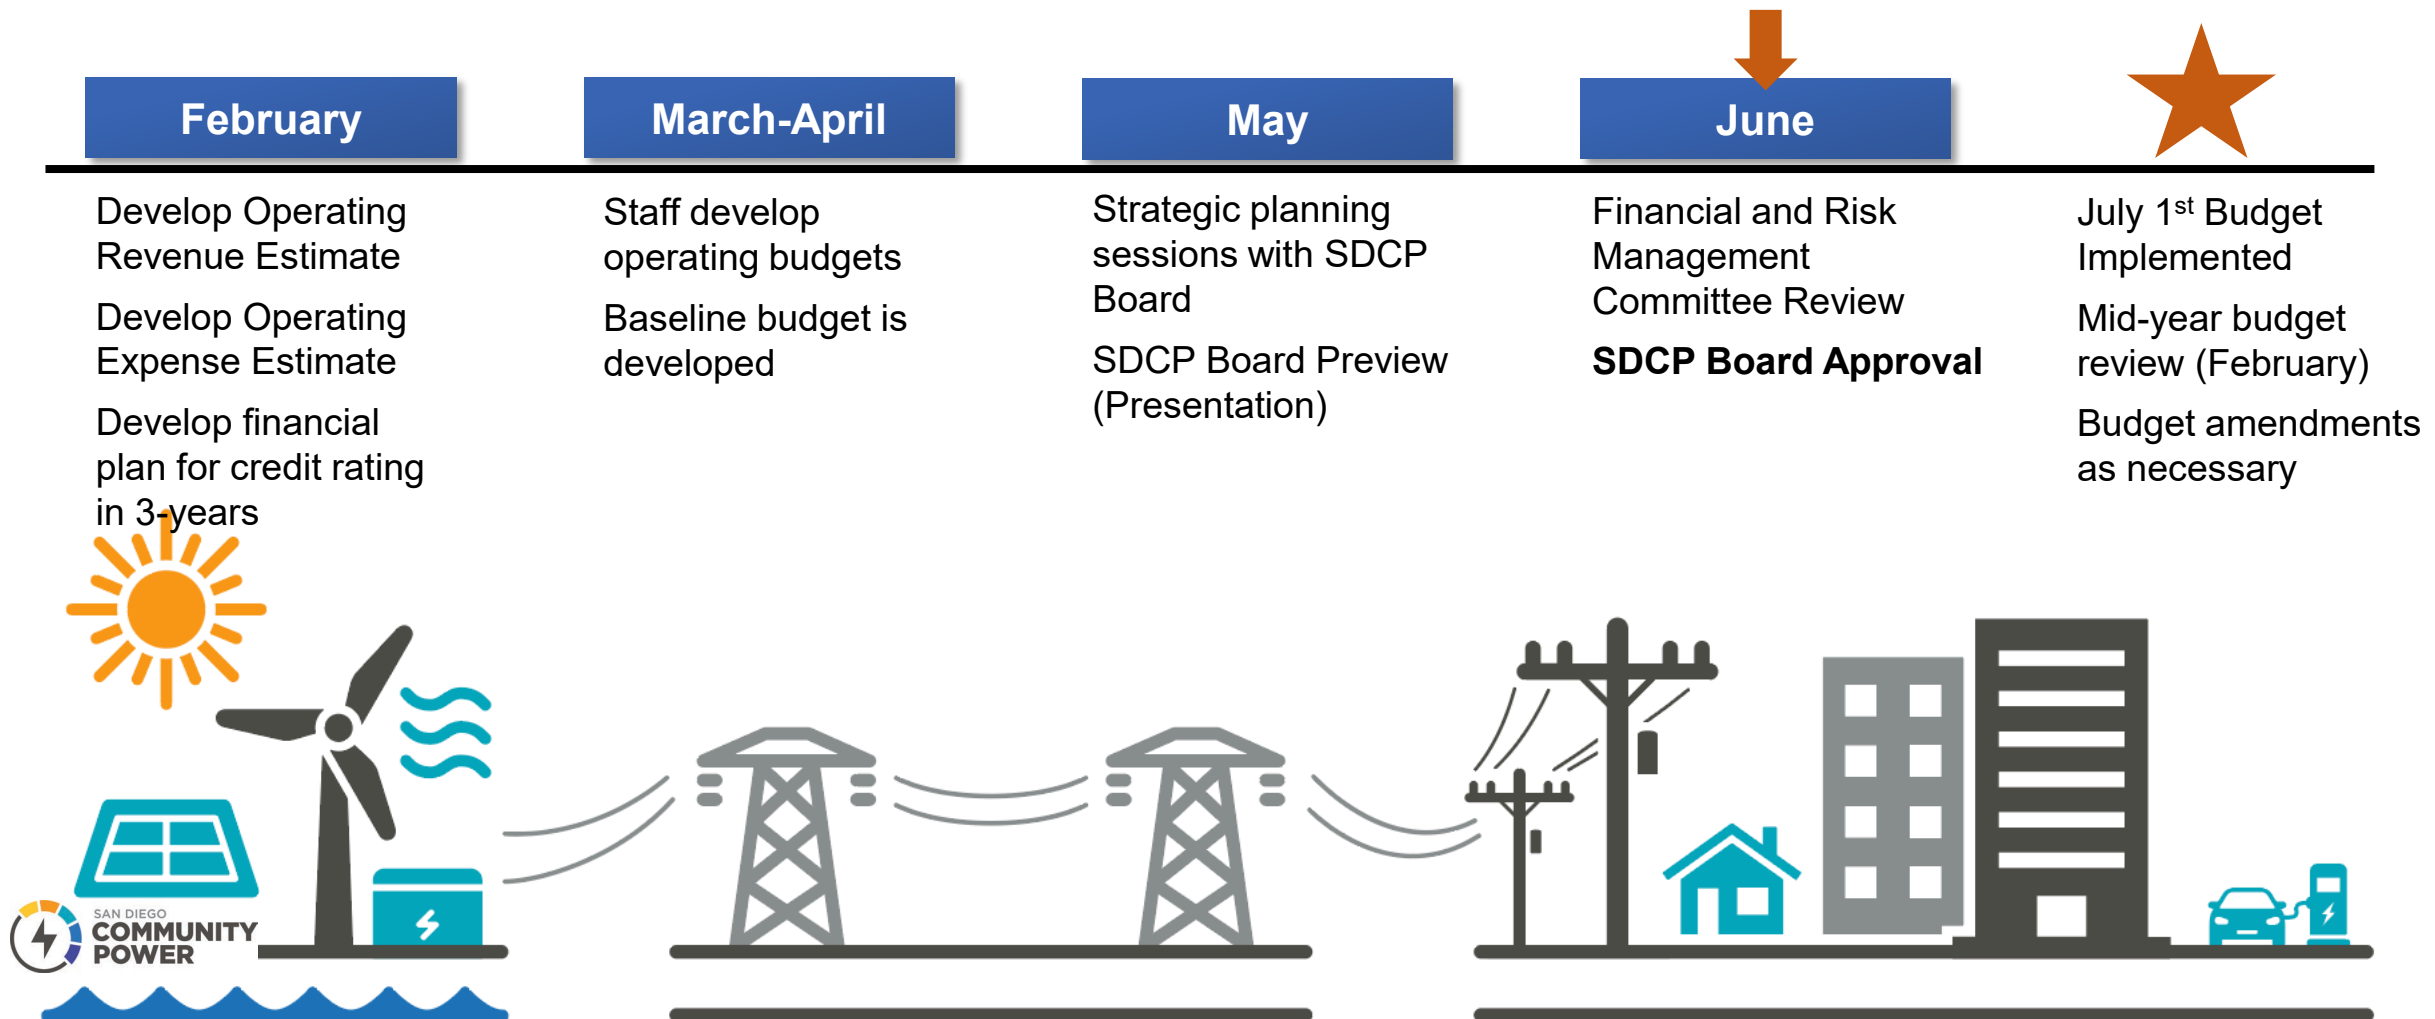 February
Develop Operating
Revenue Estimate
Develop Operating
Expense Estimate
Develop financial
plan for credit rating
in 3-years
March-April
Staff develop
operating budgets
Baseline budget is
developed
May
Strategic planning
sessions with SDCP
Board
SDCP Board Preview
(Presentation)
June
Financial and Risk
Management
Committee Review
SDCP Board Approval
July 1st Budget
Implemented
Mid-year budget
review (February)
Budget amendments
as necessary
SAN DIEGO
COMMUNITY
POWER